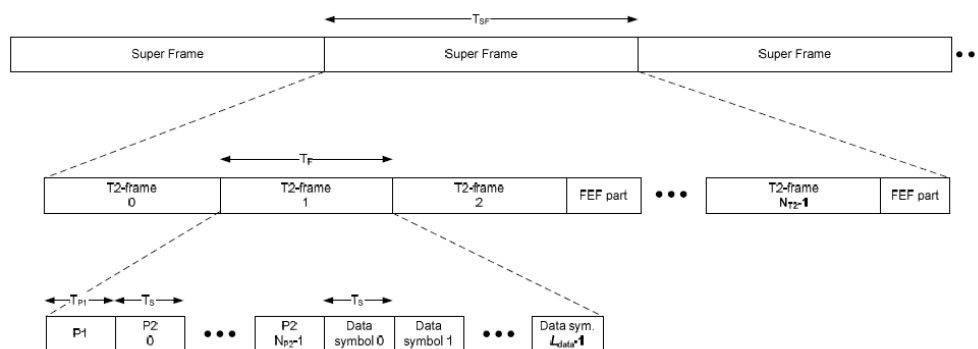 T_SF
Super Frame
Super Frame
Super Frame
T_F
T2-frame
0
T2-frame
1
T2-frame
2
FEF part
T2-frame
N_T2-1
FEF part
T_P1
T_S
T_S
P1
P2
0
P2
N_P2-1
Data
symbol 0
Data
symbol 1
Data sym.
L_data-1